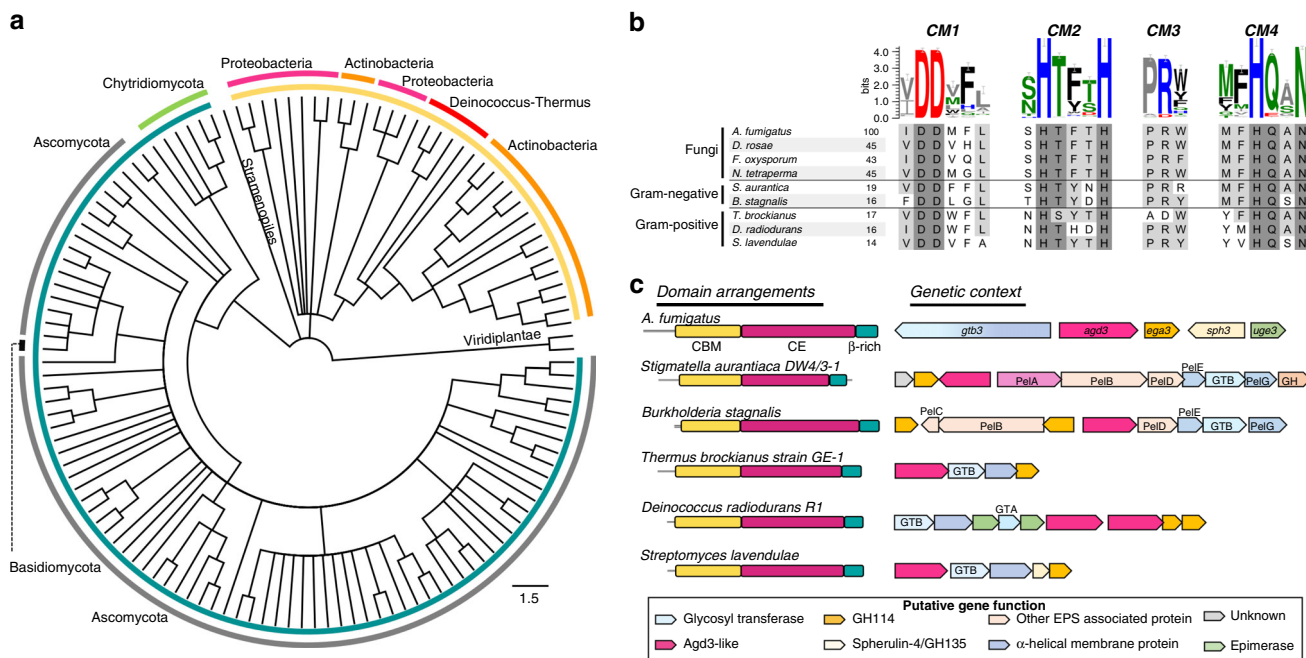 a
Proteobacteria
Actinobacteria
Proteobacteria
Deinococcus-Thermus
Actinobacteria
Chytridiomycota
Ascomycota
Stramenopiles
Viridiplantae
Basidiomycota
Ascomycota
1.5
b
CM1 CM2 CM3 CM4
bits
4.0
3.0
2.0
1.0
0.0
Fungi
A. fumigatus 100 I D D M F L S H T F T H P R W M F H Q A N
D. rosae 45 V D D V H L S H T F T H P R W M F H Q A N
F. oxysporum 43 I D D V Q L S H T F T H P R F M F H Q A N
N. tetraperma 45 V D D M G L S H T F T H P R W M F H Q A N
Gram-negative
S. aurantica 19 V D D F F L S H T Y N H P R R M F H Q A N
B. stagnalis 16 F D D L G L T H T Y D H P R Y M F H Q S N
Gram-positive
T. brockianus 17 V D D W F L N H S Y T H A D W Y F H Q A N
D. radiodurans 16 I D D W F L N H T H D H P R W Y M H Q A N
S. lavendulae 14 V D D V F A N H T Y T H P R Y Y V H Q S N
c
Domain arrangements Genetic context
A. fumigatus
CBM CE β-rich
gtb3 agd3 ega3 sph3 uge3
Stigmatella aurantiaca DW4/3-1
PelA PelB PelD PelE GTB PelG GH
Burkholderia stagnalis
PelC PelB PelD PelE GTB PelG
Thermus brockianus strain GE-1
GTB
Deinococcus radiodurans R1
GTB GTA
Streptomyces lavendulae
GTB
Putative gene function
Glycosyl transferase GH114 Other EPS associated protein Unknown
Agd3-like Spherulin-4/GH135 α-helical membrane protein Epimerase